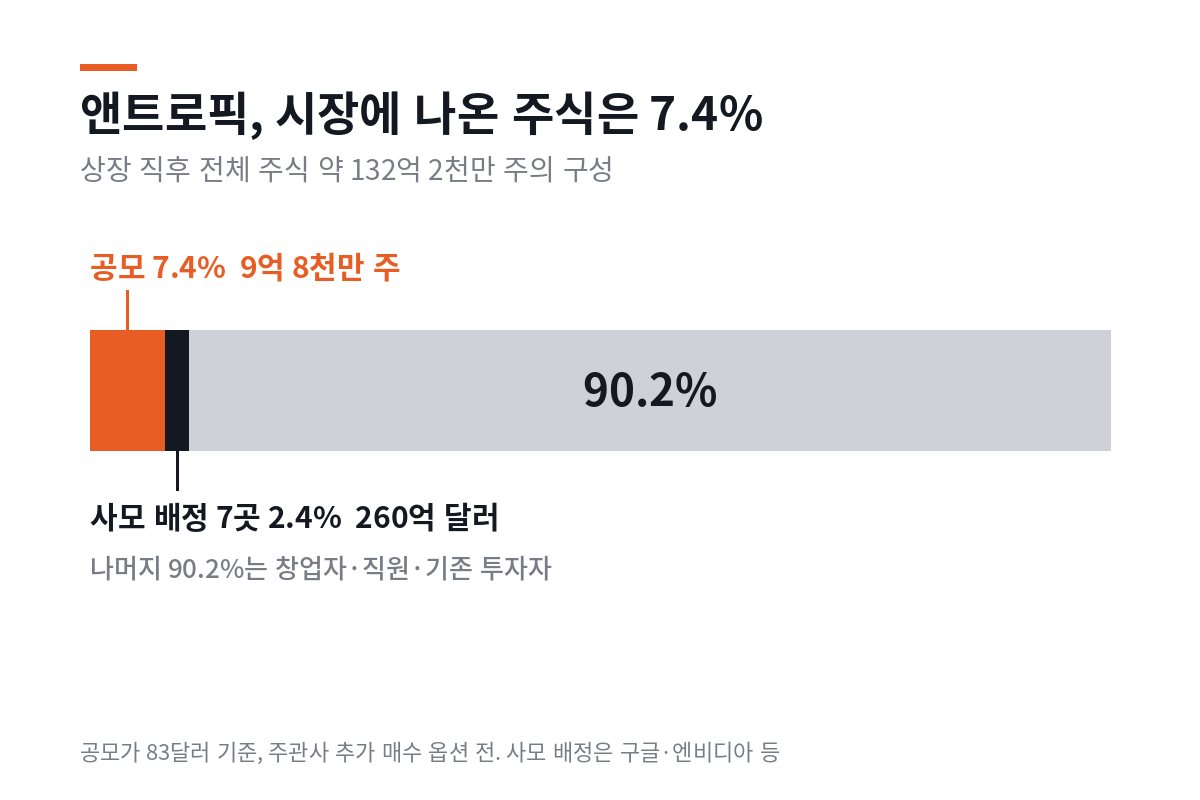 앤트로픽, 시장에 나온 주식은 7.4%
상장 직후 전체 주식 약 132억 2천만 주의 구성
공모 7.4% 9억 8천만 주
90.2%
사모 배정 7곳 2.4% 260억 달러
나머지 90.2%는 창업자·직원·기존 투자자
공모가 83달러 기준, 주관사 추가 매수 옵션 전. 사모 배정은 구글·엔비디아 등